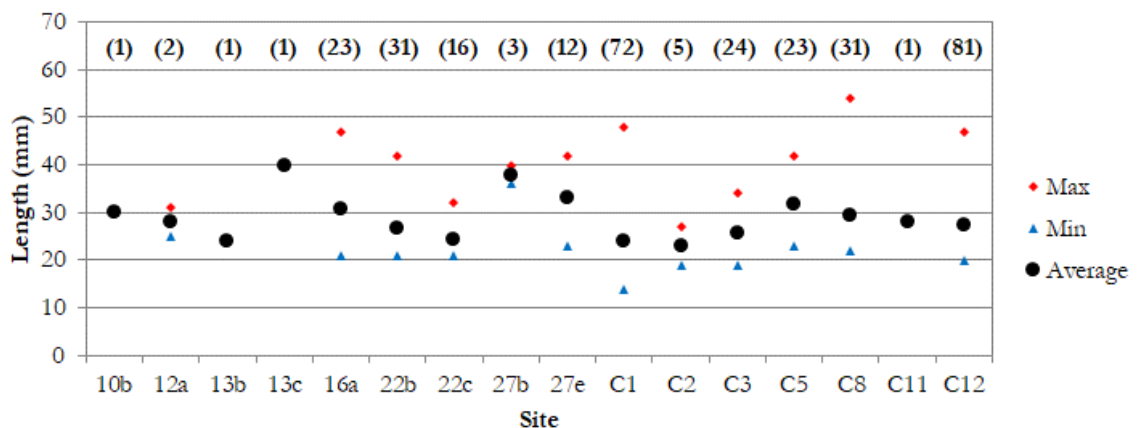 70
(1) (2) (1) (1) (23) (31) (16) (3) (12) (72) (5) (24) (23) (31) (1) (81)
60
50
40
30
20
10
0
Length (mm)
10b 12a 13b 13c 16a 22b 22c 27b 27e C1 C2 C3 C5 C8 C11 C12
Site
Max
Min
Average